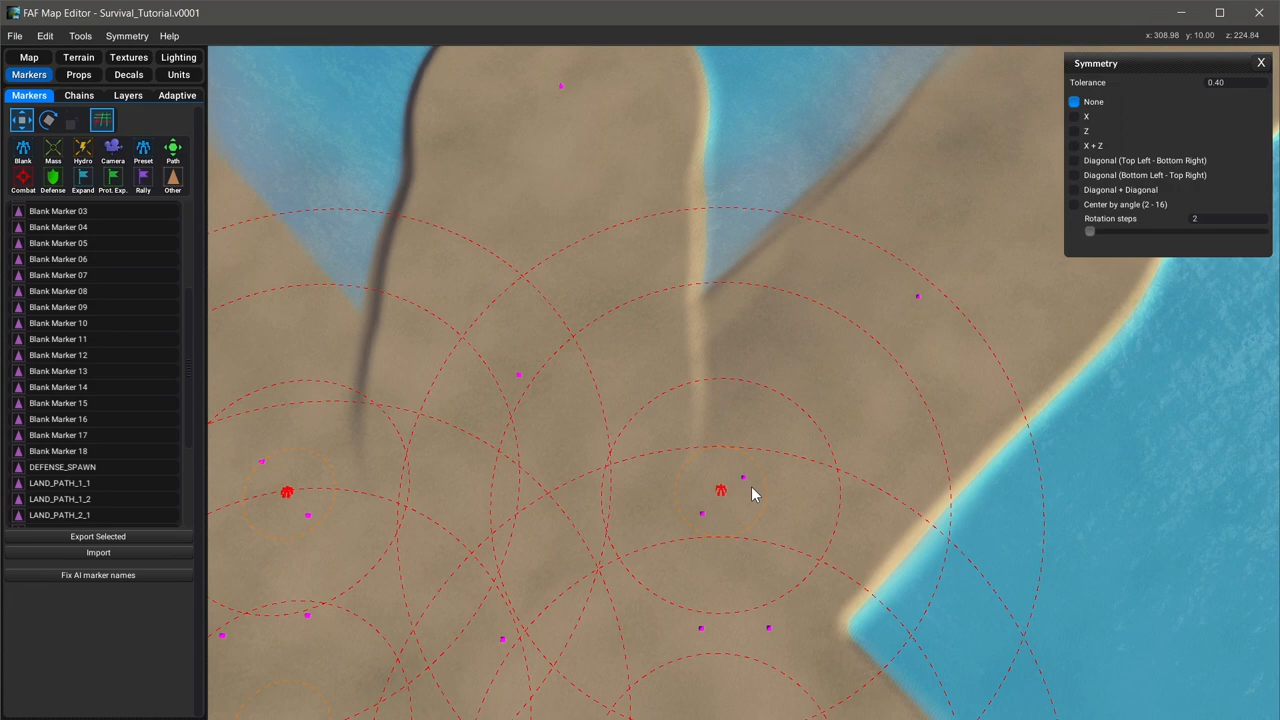 FAF Map Editor - Survival_Tutorial.v0001
File Edit Tools Symmetry Help
x: 308.98 y: 10.00 z: 224.84
Map Terrain Textures Lighting
Markers Props Decals Units
Markers Chains Layers Adaptive
Blank Mass Hydro Camera Preset Path
Combat Defense Expand Prot. Exp. Rally Other
Blank Marker 03
Blank Marker 04
Blank Marker 05
Blank Marker 06
Blank Marker 07
Blank Marker 08
Blank Marker 09
Blank Marker 10
Blank Marker 11
Blank Marker 12
Blank Marker 13
Blank Marker 14
Blank Marker 15
Blank Marker 16
Blank Marker 17
Blank Marker 18
DEFENSE_SPAWN
LAND_PATH_1_1
LAND_PATH_1_2
LAND_PATH_2_1
Export Selected
Import
Fix AI marker names
Symmetry X
Tolerance 0.40
None
X
Z
X + Z
Diagonal (Top Left - Bottom Right)
Diagonal (Bottom Left - Top Right)
Diagonal + Diagonal
Center by angle (2 - 16)
Rotation steps 2